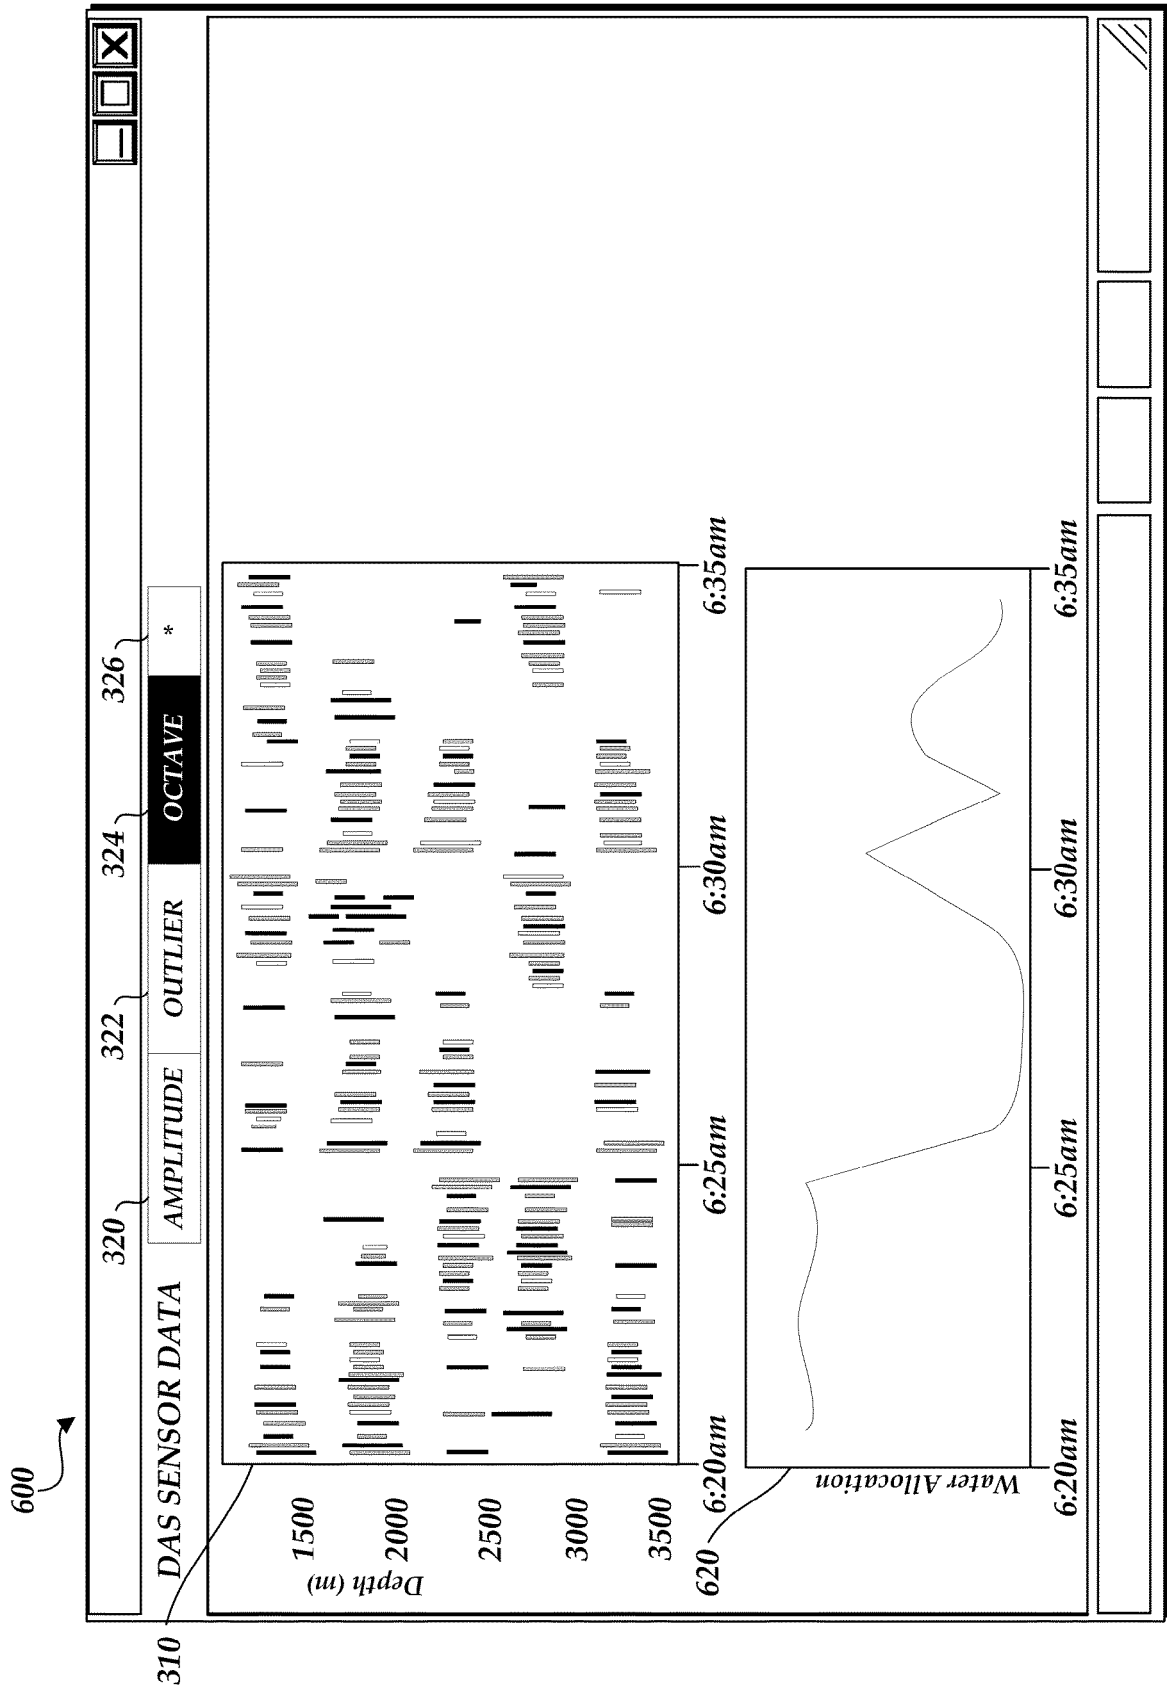 600
DAS SENSOR DATA
320
322
324
326
AMPLITUDE
OUTLIER
OCTAVE
*
310
Depth (m)
1500
2000
2500
3000
3500
6:20am
6:25am
6:30am
6:35am
620
Water Allocation
6:20am
6:25am
6:30am
6:35am